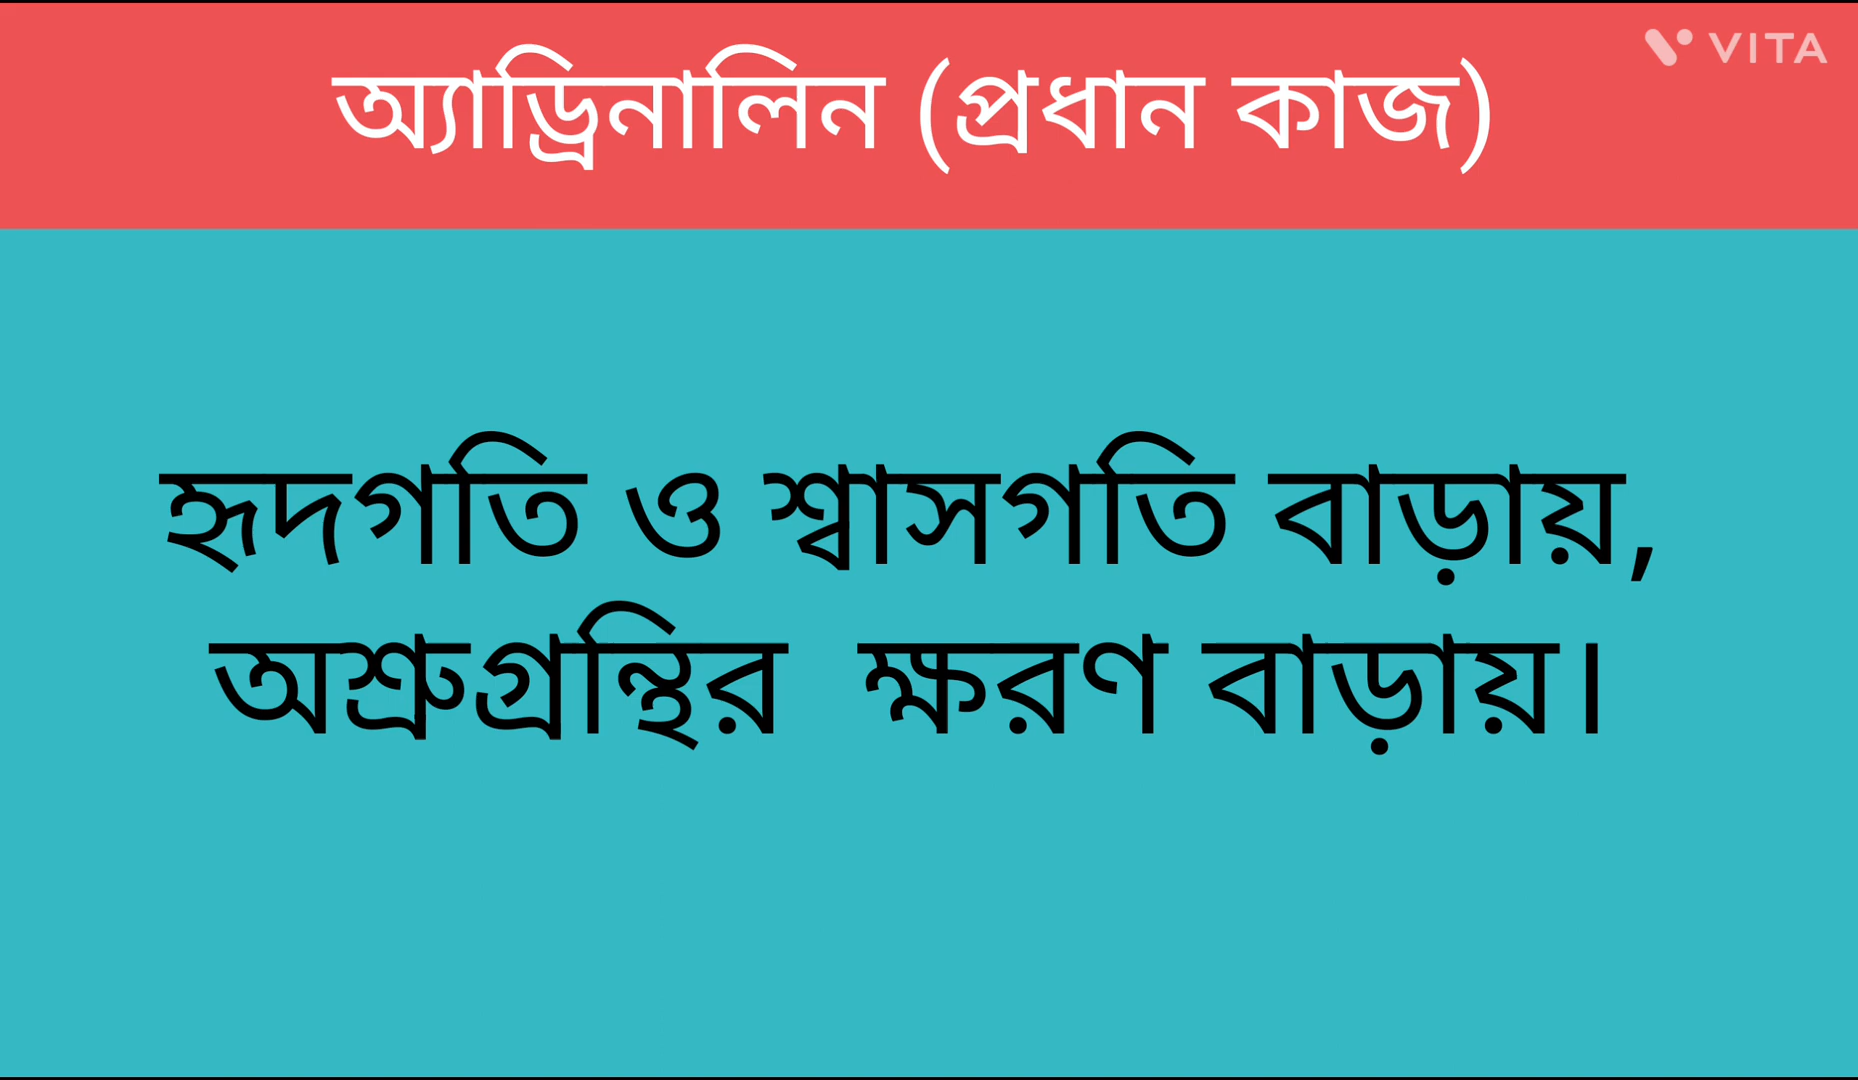 VITA
অ্যাড্রিনালিন (প্রধান কাজ)
হৃদগতি ও শ্বাসগতি বাড়ায়,
অশ্রুগ্রন্থির ক্ষরণ বাড়ায়।